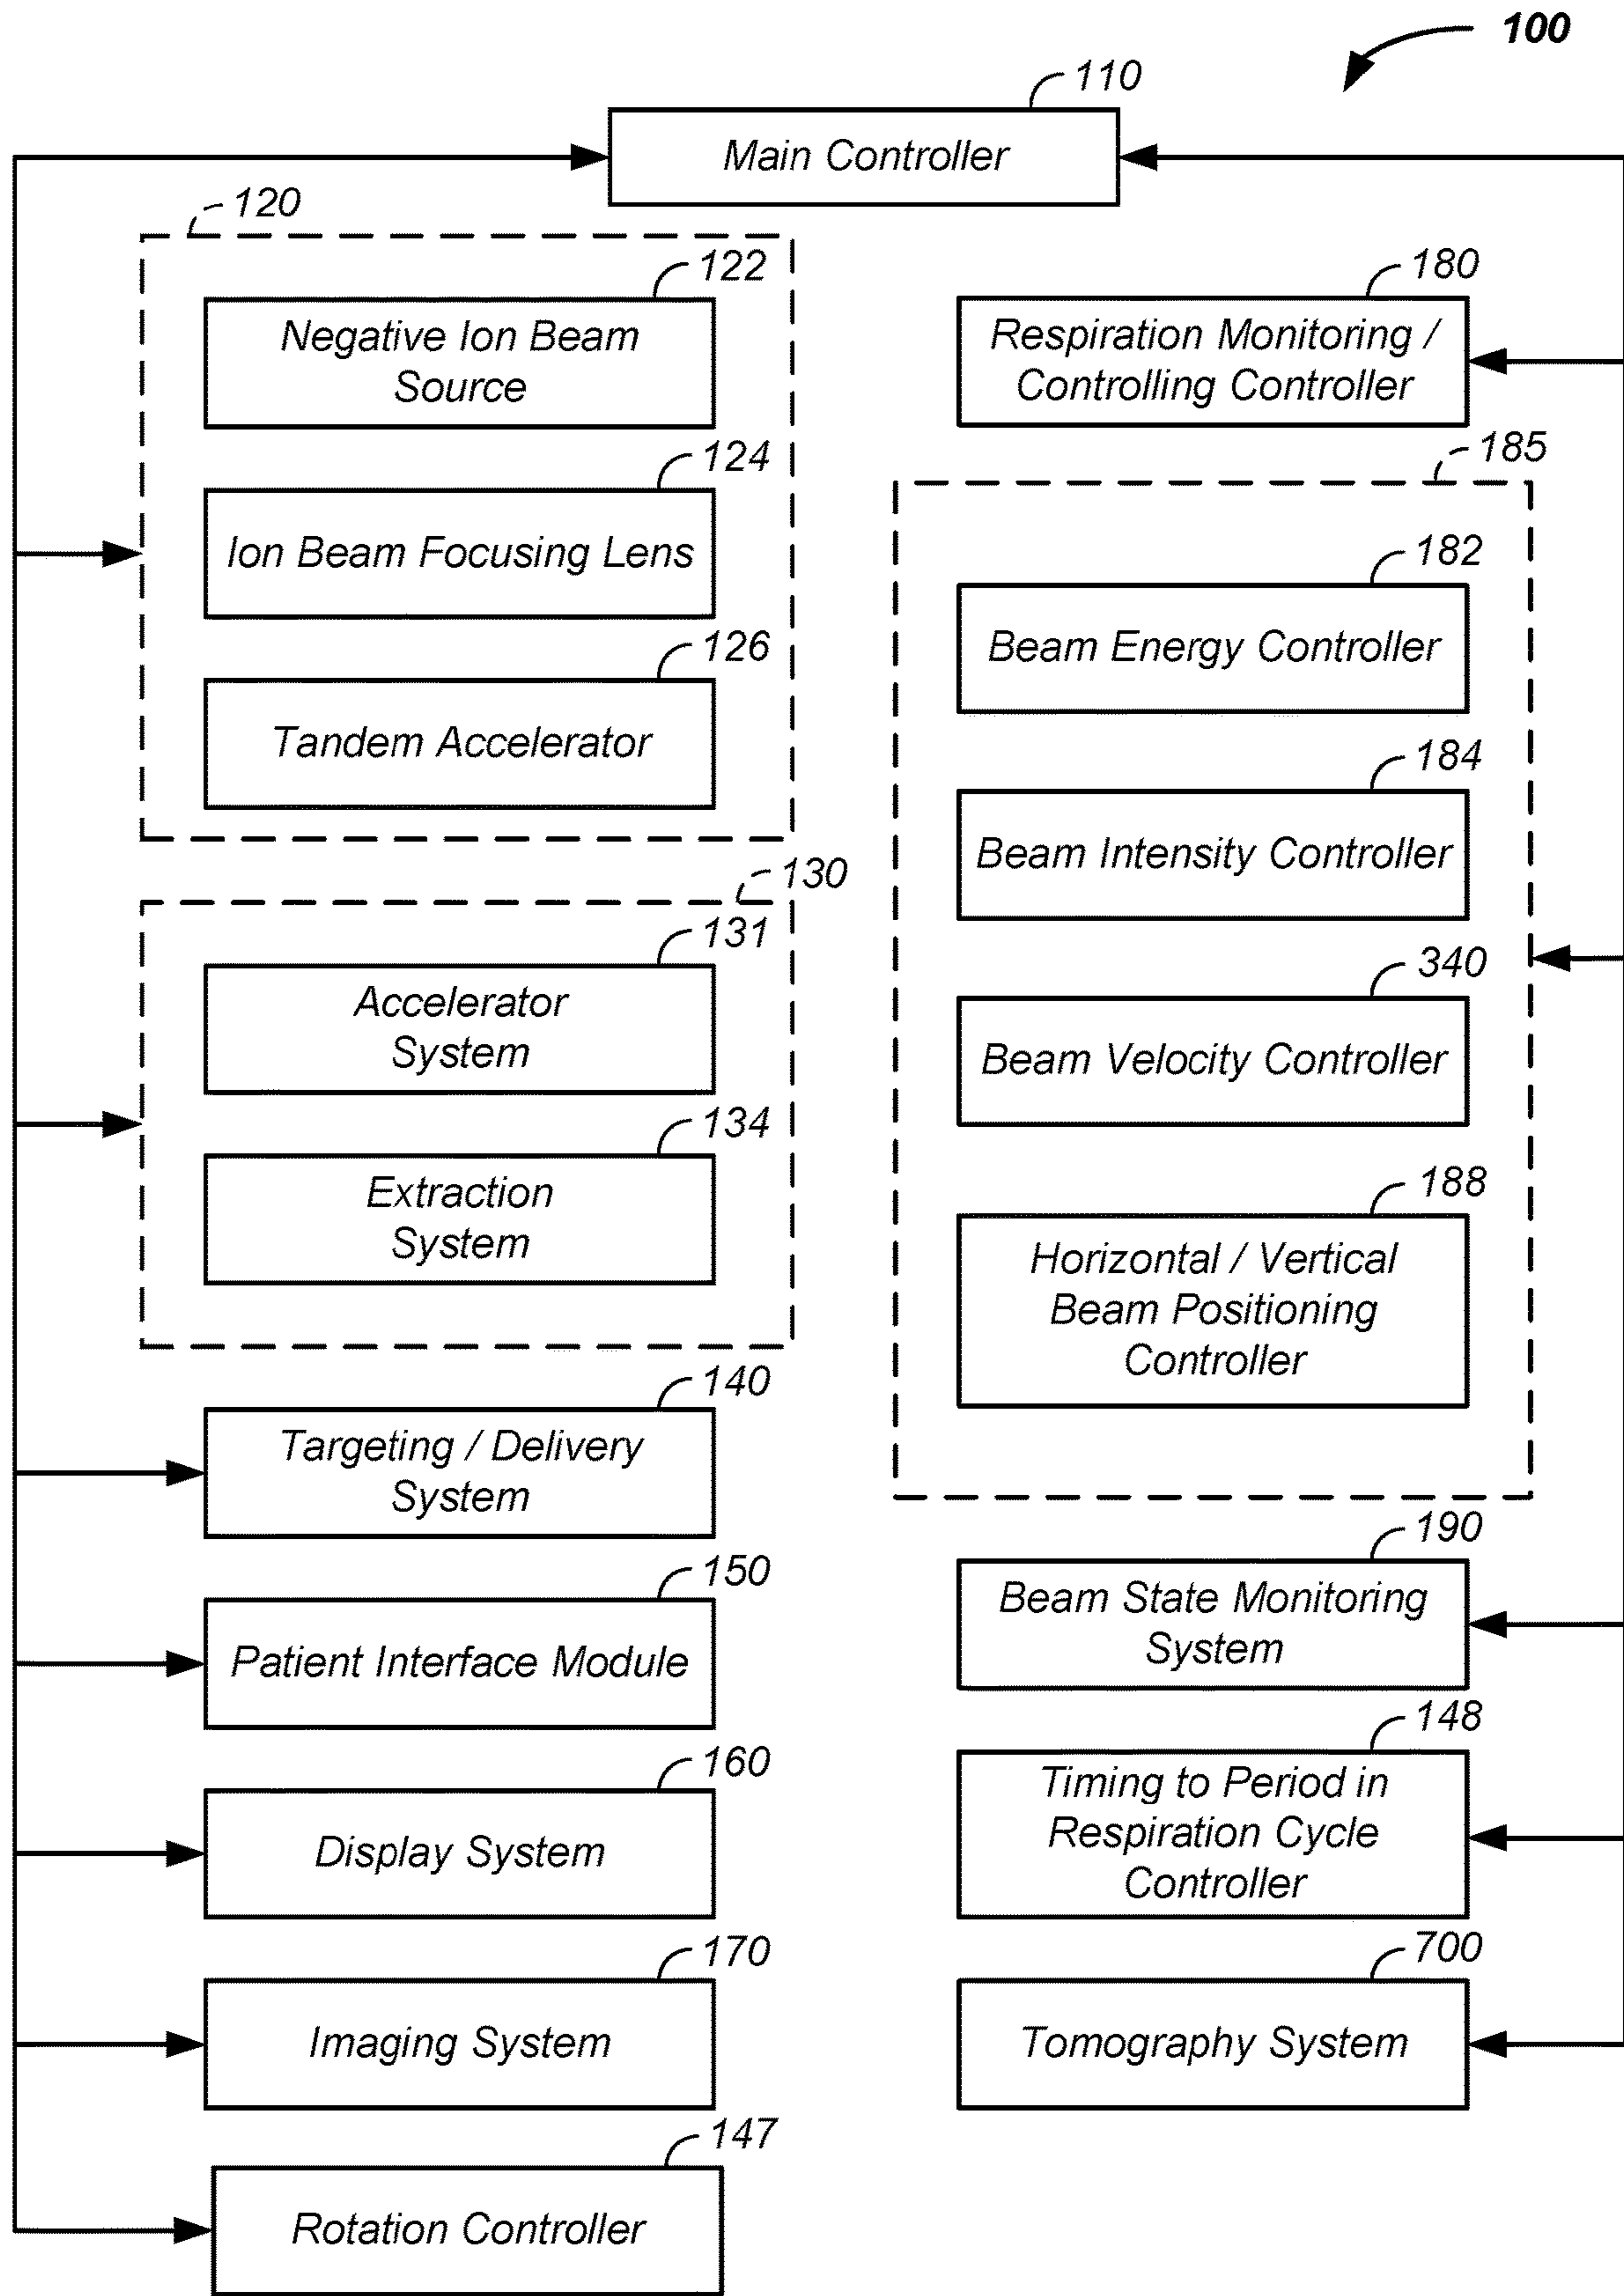 100
110
Main Controller
120
122
Negative Ion Beam
Source
124
Ion Beam Focusing Lens
126
Tandem Accelerator
130
131
Accelerator
System
134
Extraction
System
140
Targeting / Delivery
System
150
Patient Interface Module
160
Display System
170
Imaging System
147
Rotation Controller
180
Respiration Monitoring /
Controlling Controller
185
182
Beam Energy Controller
184
Beam Intensity Controller
340
Beam Velocity Controller
188
Horizontal / Vertical
Beam Positioning
Controller
190
Beam State Monitoring
System
148
Timing to Period in
Respiration Cycle
Controller
700
Tomography System